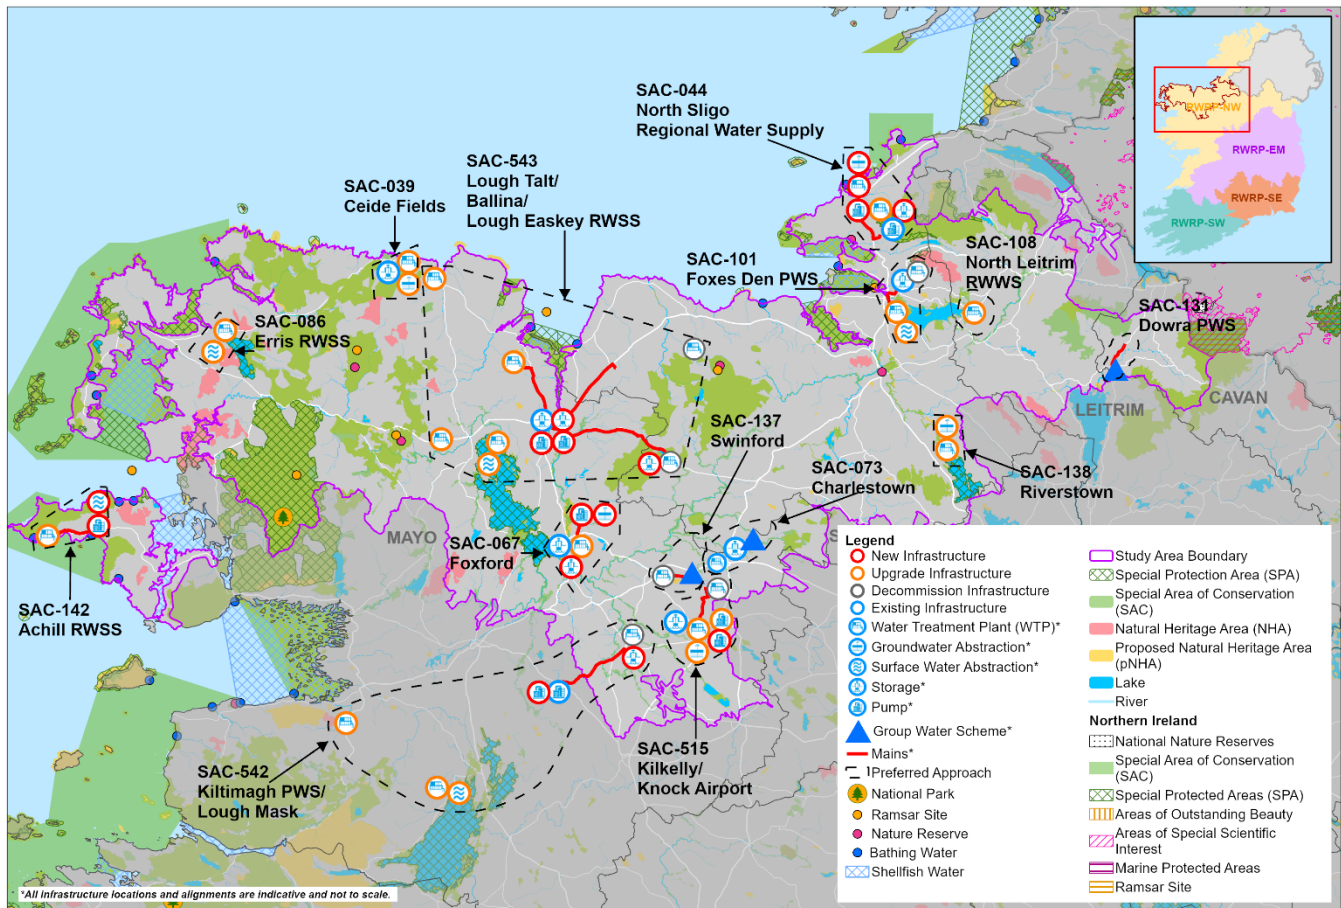 SAC-044
North Sligo
Regional Water Supply
SAC-543
Lough Talt/
Ballina/
Lough Easkey RWSS
SAC-039
Ceide Fields
RWRP-NW
RWRP-EM
RWRP-SE
RWRP-SW
SAC-101
Foxes Den PWS
SAC-108
North Leitrim
RWWS
SAC-131
Dowra PWS
SAC-086
Erris RWSS
LEITRIM
CAVAN
SAC-137
Swinford
SAC-073
Charlestown
SAC-138
Riverstown
MAYO
S
SAC-067
Foxford
SAC-142
Achill RWSS
SAC-542
Kiltimagh PWS/
Lough Mask
SAC-515
Kilkelly/
Knock Airport
Legend
New Infrastructure
Upgrade Infrastructure
Decommission Infrastructure
Existing Infrastructure
Water Treatment Plant (WTP)*
Groundwater Abstraction*
Surface Water Abstraction*
Storage*
Pump*
Group Water Scheme*
Mains*
Preferred Approach
National Park
Ramsar Site
Nature Reserve
Bathing Water
Shellfish Water
Study Area Boundary
Special Protection Area (SPA)
Special Area of Conservation
(SAC)
Natural Heritage Area (NHA)
Proposed Natural Heritage Area
(pNHA)
Lake
River
Northern Ireland
National Nature Reserves
Special Area of Conservation
(SAC)
Special Protected Areas (SPA)
Areas of Outstanding Beauty
Areas of Special Scientific
Interest
Marine Protected Areas
Ramsar Site
*All infrastructure locations and alignments are indicative and not to scale.